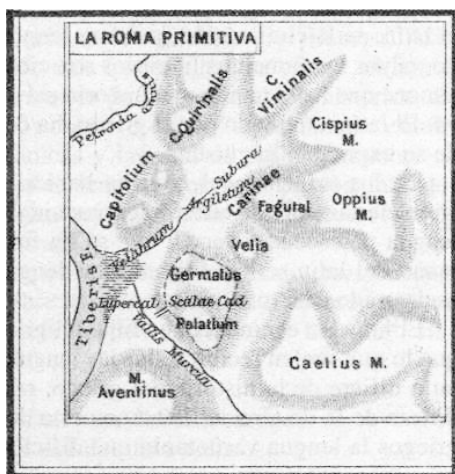 LA ROMA PRIMITIVA
Petronia
Capitolium
C. Quirinalis
C. Viminalis
Cispius M.
Subura
Argiletum
Carinae
Fagutal
Oppius M.
Velia
Velabrum
Tiberis F.
Germalus
Lupercal
Scalae Caci
Palatium
Vallis Murcia
M. Aventinus
Caelius M.